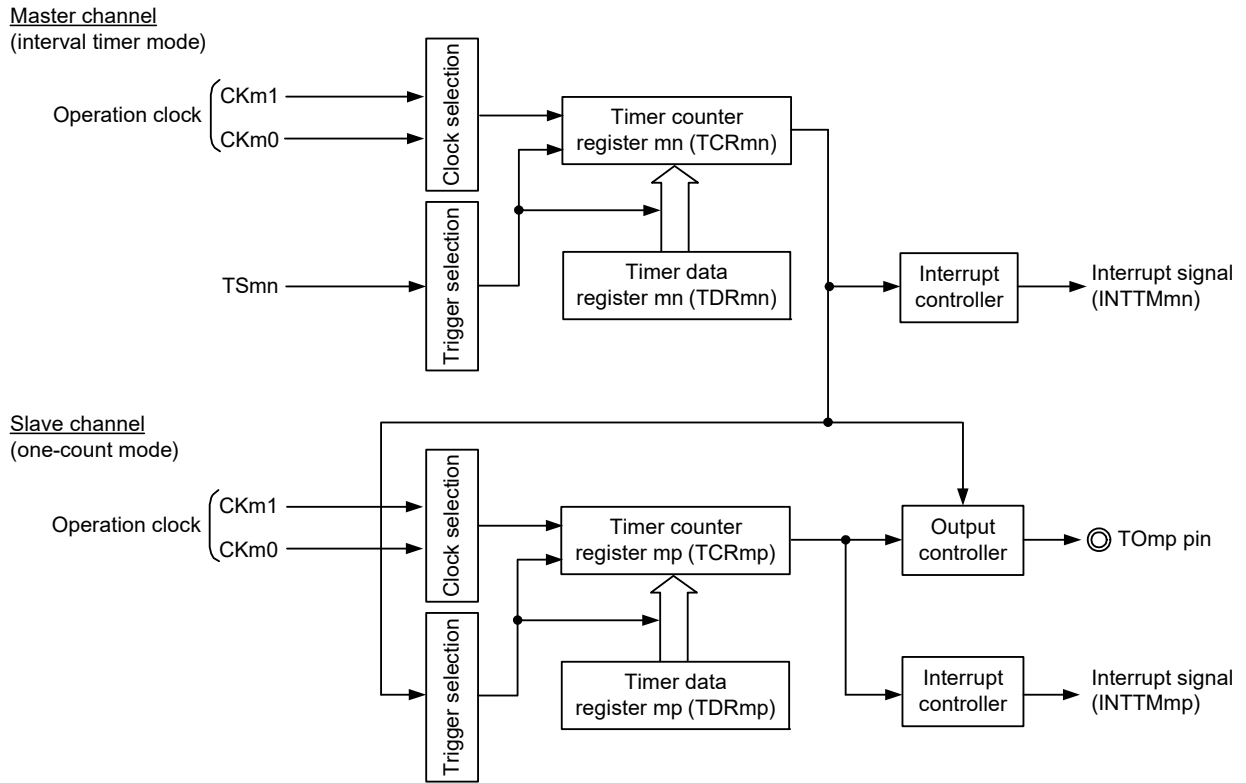 Master channel
(interval timer mode)
Operation clock
CKm1
CKm0
Clock selection
Timer counter
register mn (TCRmn)
TSmn
Trigger selection
Timer data
register mn (TDRmn)
Interrupt
controller
Interrupt signal
(INTTMmn)
Slave channel
(one-count mode)
Operation clock
CKm1
CKm0
Clock selection
Timer counter
register mp (TCRmp)
Output
controller
TOmp pin
Trigger selection
Timer data
register mp (TDRmp)
Interrupt
controller
Interrupt signal
(INTTMmp)